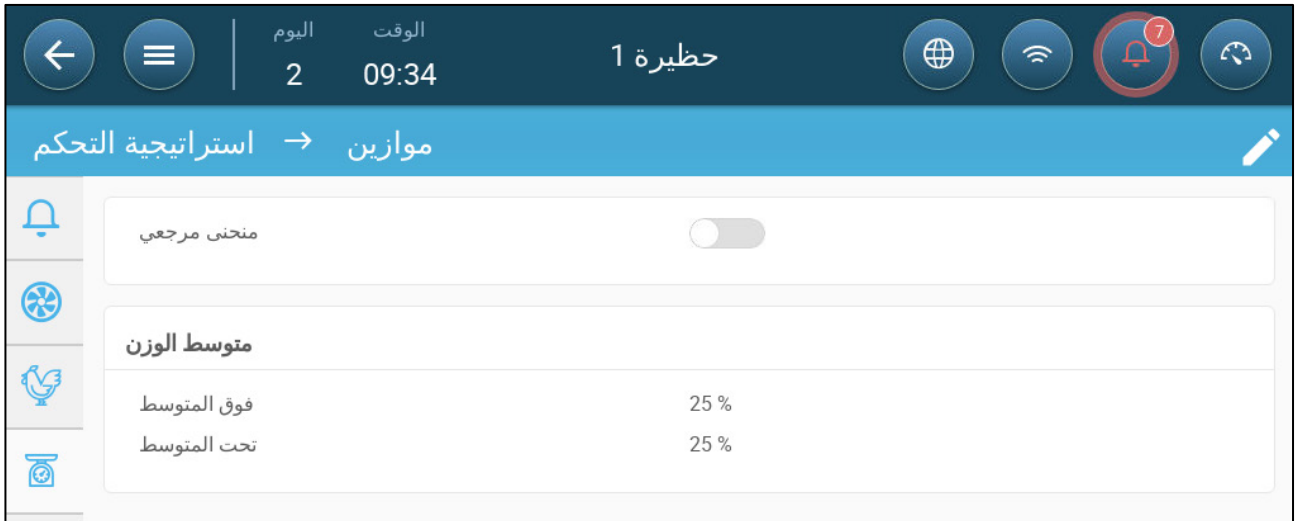 اليوم
الوقت
2
09:34
حظيرة 1
7
استراتيجية التحكم → موازين
منحنى مرجعي
متوسط الوزن
فوق المتوسط 25 %
تحت المتوسط 25 %